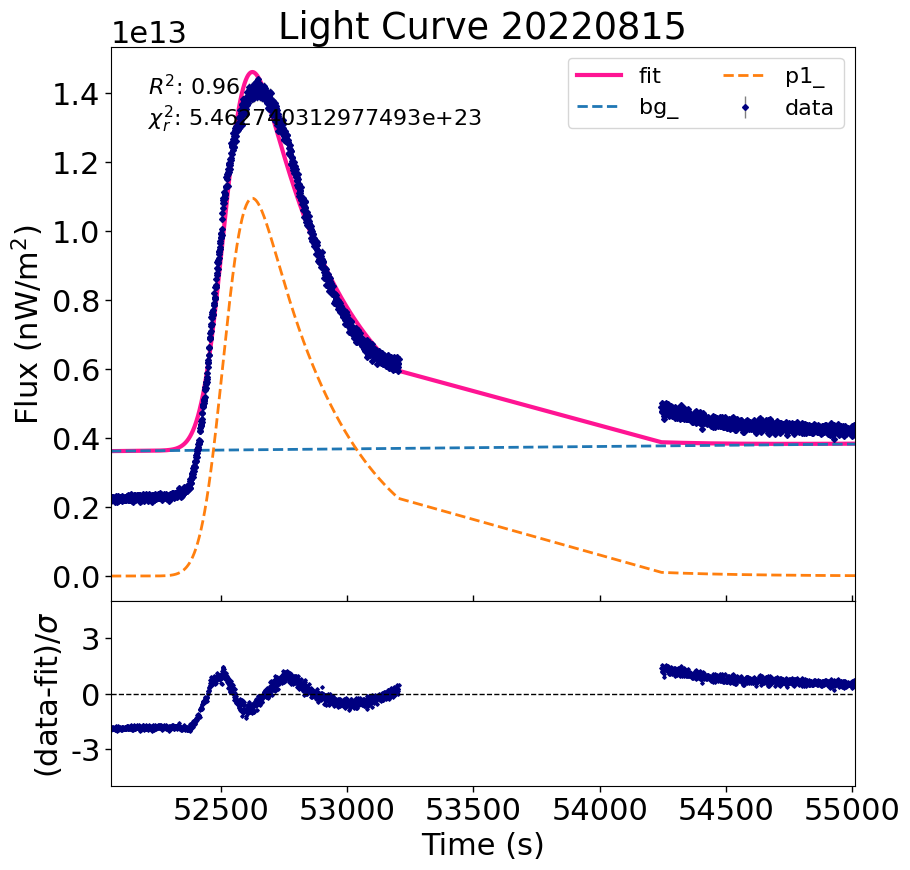 Light Curve 20220815
1e13
R²: 0.96
χ²ᵣ: 5.462740312977493e+23
fit
bg_
p1_
data
Flux (nW/m²)
1.4
1.2
1.0
0.8
0.6
0.4
0.2
0.0
(data-fit)/σ
3
0
-3
52500 53000 53500 54000 54500 55000
Time (s)